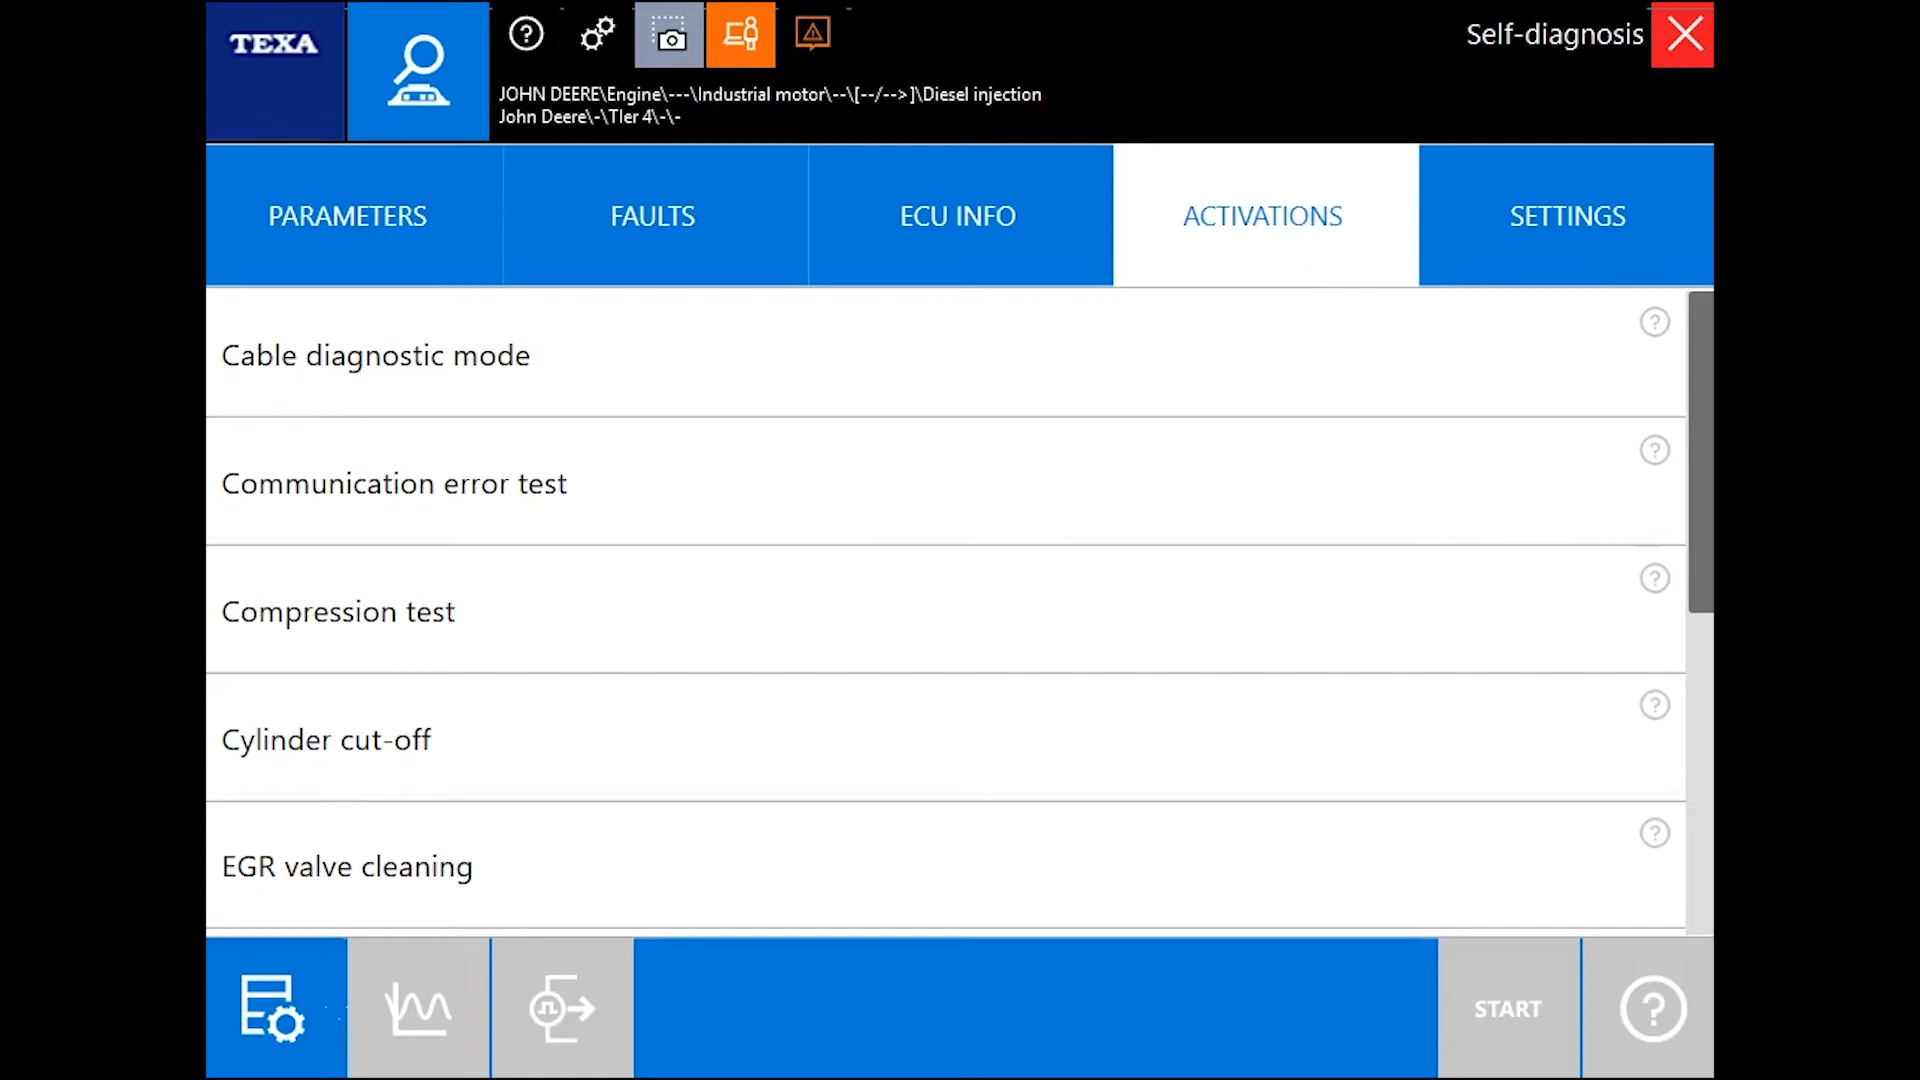 TEXA
Self-diagnosis
JOHN DEERE\Engine\---\Industrial motor\--\[--/-->]\Diesel injection
John Deere\-\TIer 4\-\-
PARAMETERS
FAULTS
ECU INFO
ACTIVATIONS
SETTINGS
Cable diagnostic mode
Communication error test
Compression test
Cylinder cut-off
EGR valve cleaning
START